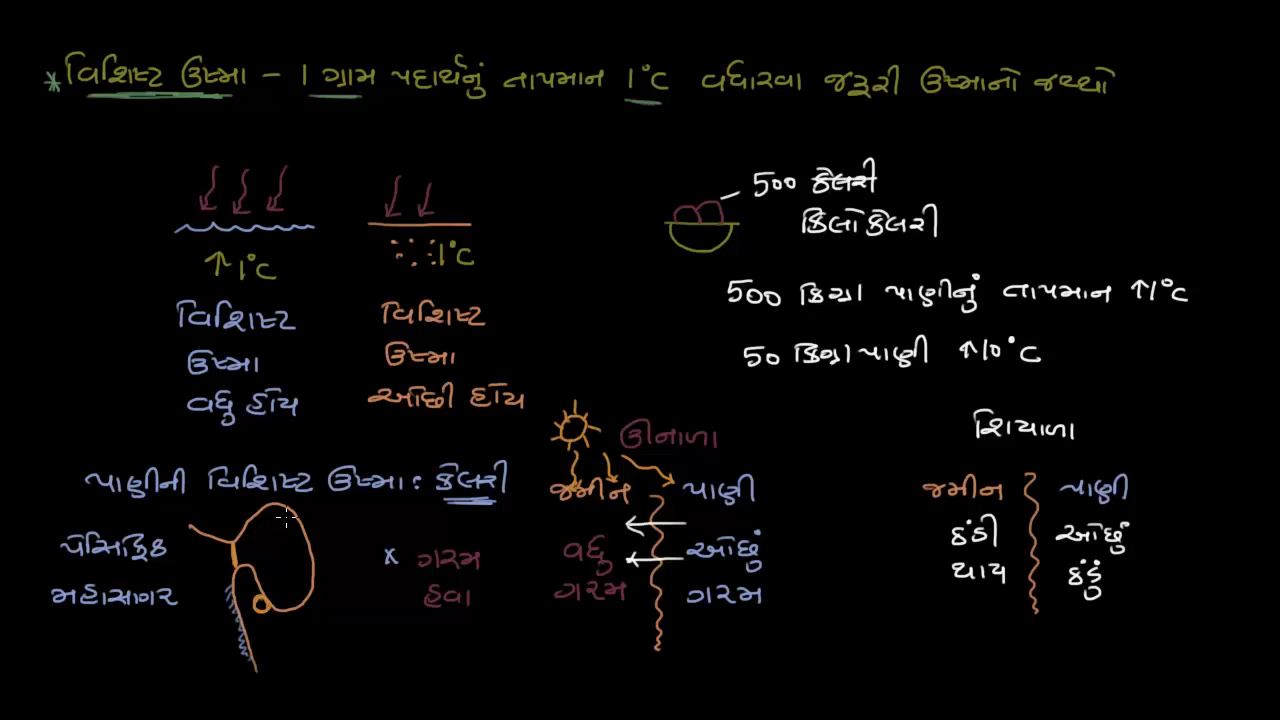 * વિશિષ્ટ ઉષ્મા - 1 ગ્રામ પદાર્થનું તાપમાન 1°C વધારવા જરૂરી ઉષ્માનો જથ્થો
↑1°C
1°C
વિશિષ્ટ
ઉષ્મા
વધુ હોય
વિશિષ્ટ
ઉષ્મા
ઓછી હોય
500 કેલરી
કિલો કેલરી
500 કિગ્રા પાણીનું તાપમાન ↑1°C
50 કિગ્રા પાણી ↑10°C
પાણીની વિશિષ્ટ ઉષ્મા : કેલરી
પેસિફિક
મહાસાગર
* ગરમ
હવા
ઊનાળા
જમીન
વધુ
ગરમ
પાણી
ઓછું
ગરમ
શિયાળા
જમીન
ઠંડી
થાય
પાણી
ઓછું
ઠંડું